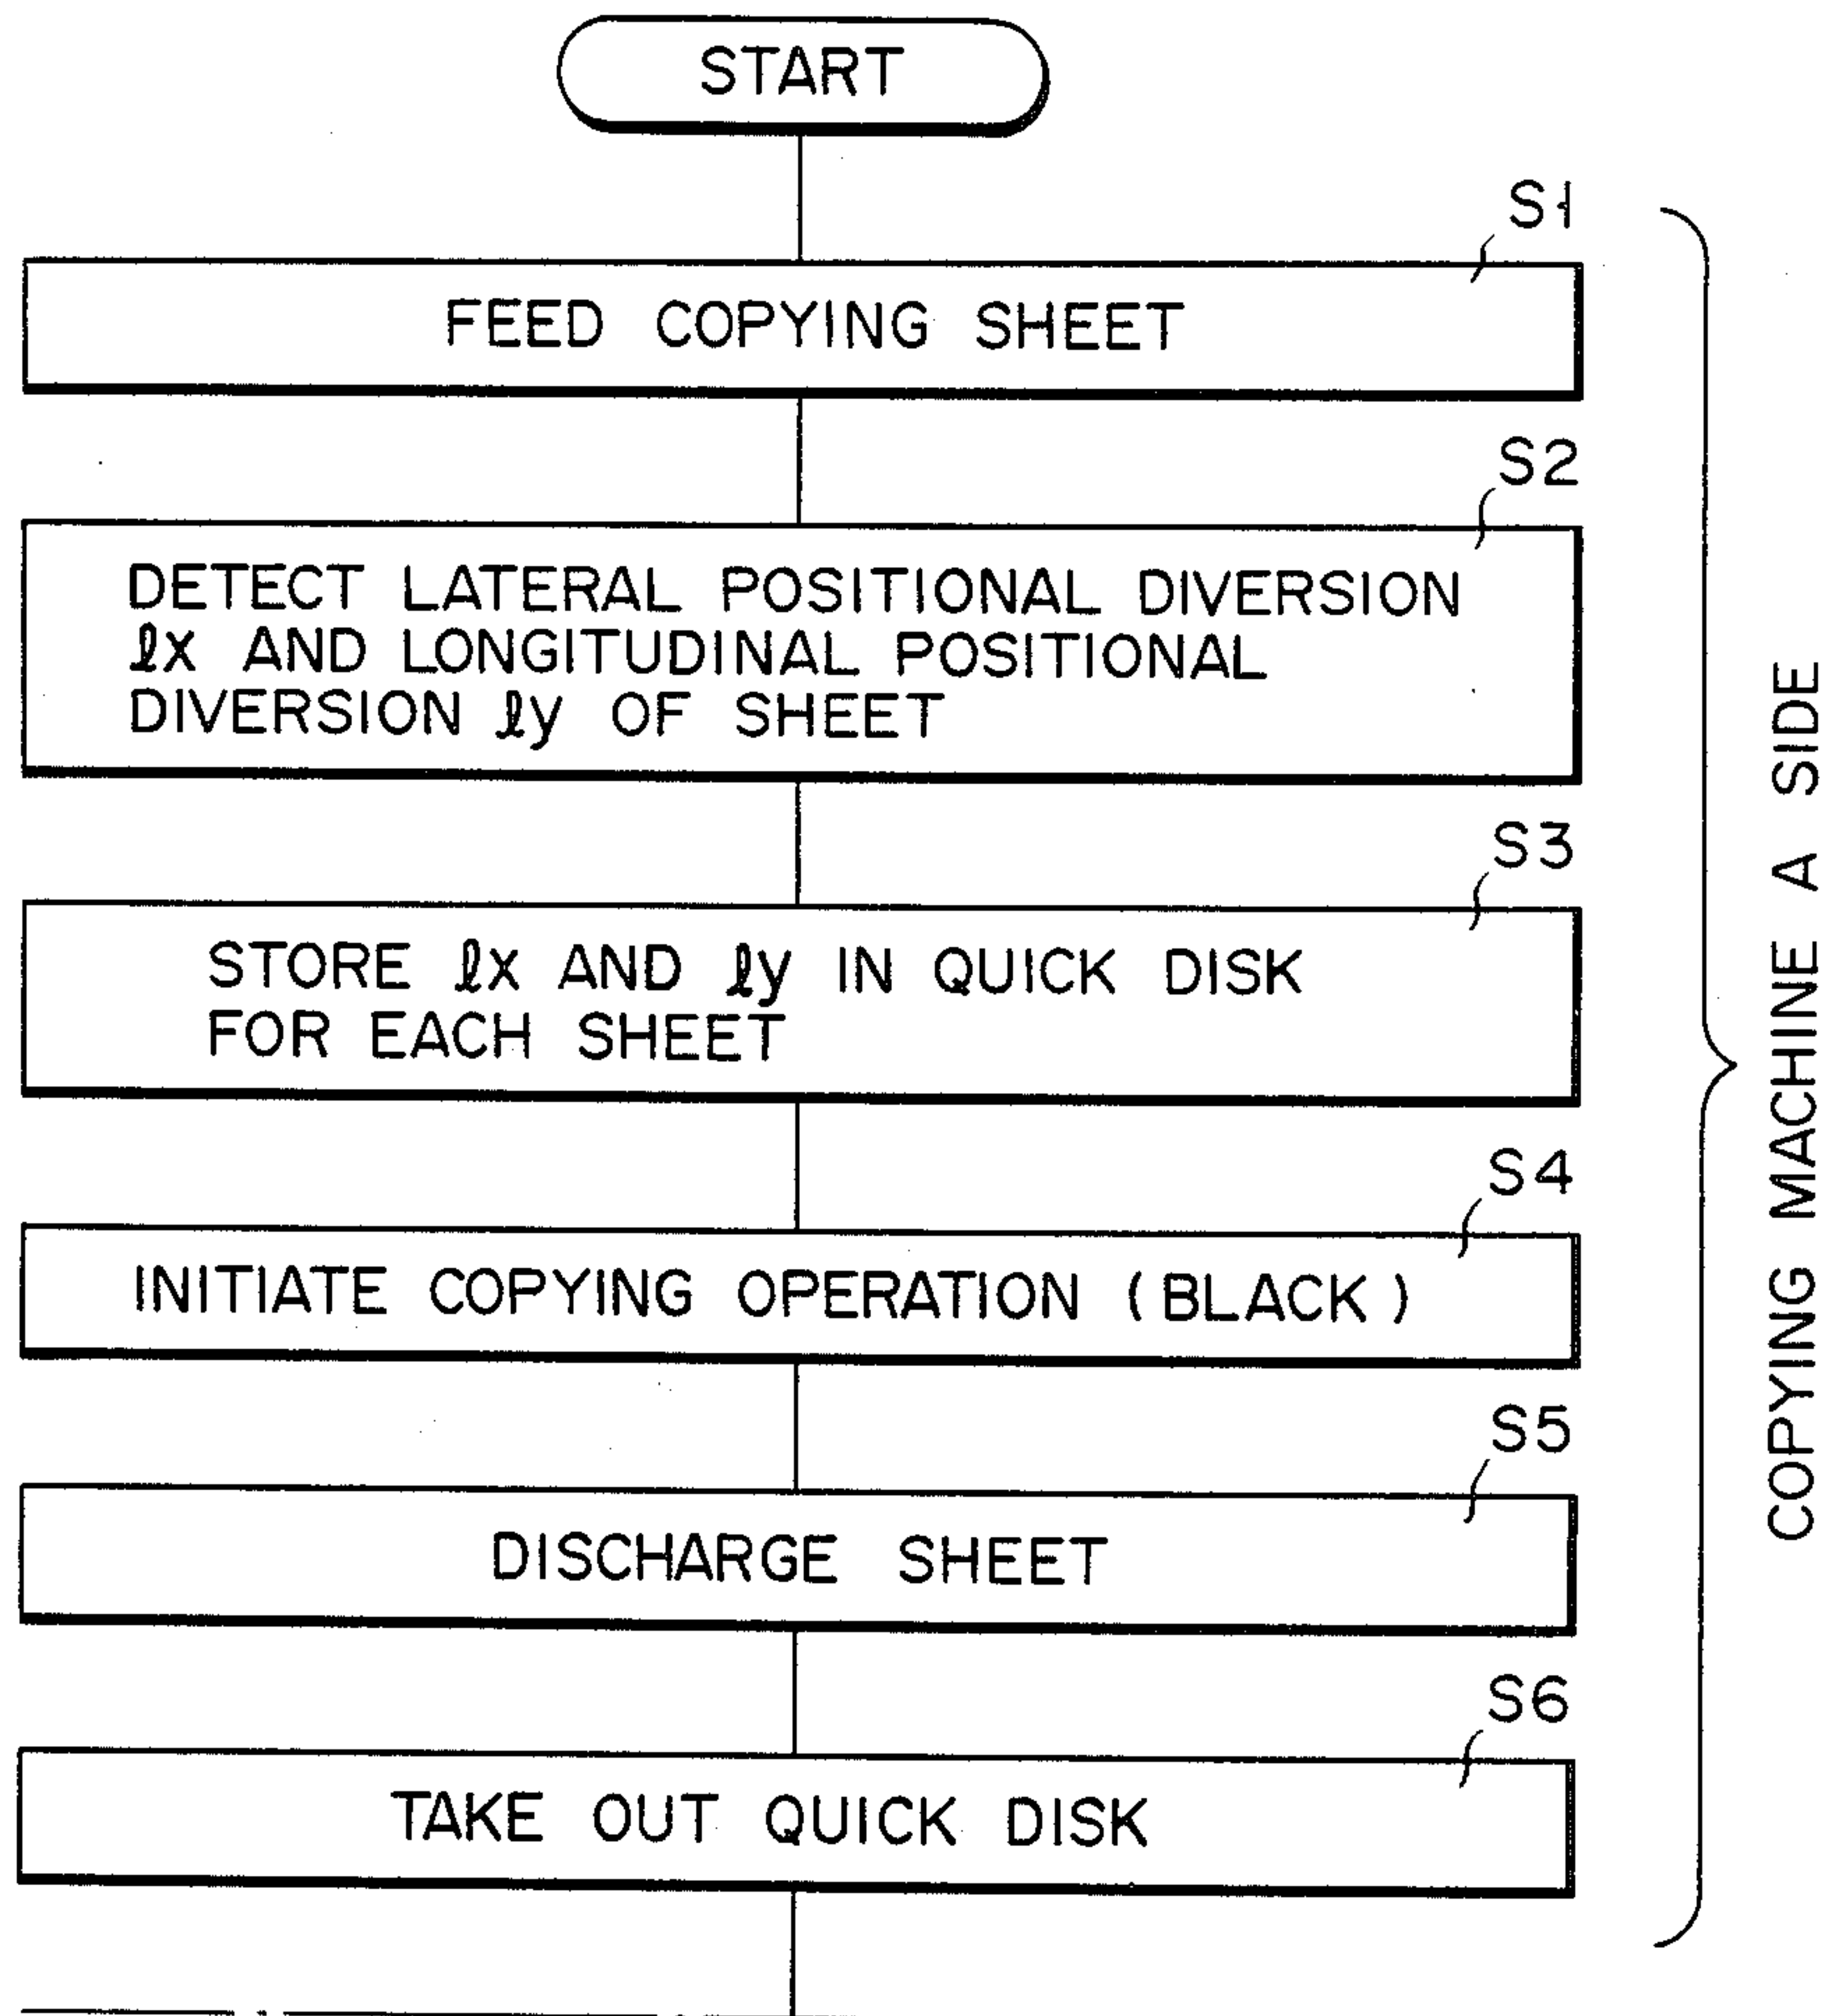 START
S1
FEED COPYING SHEET
S2
DETECT LATERAL POSITIONAL DIVERSION
ℓx AND LONGITUDINAL POSITIONAL
DIVERSION ℓy OF SHEET
S3
STORE ℓx AND ℓy IN QUICK DISK
FOR EACH SHEET
S4
INITIATE COPYING OPERATION (BLACK)
S5
DISCHARGE SHEET
S6
TAKE OUT QUICK DISK
COPYING MACHINE A SIDE